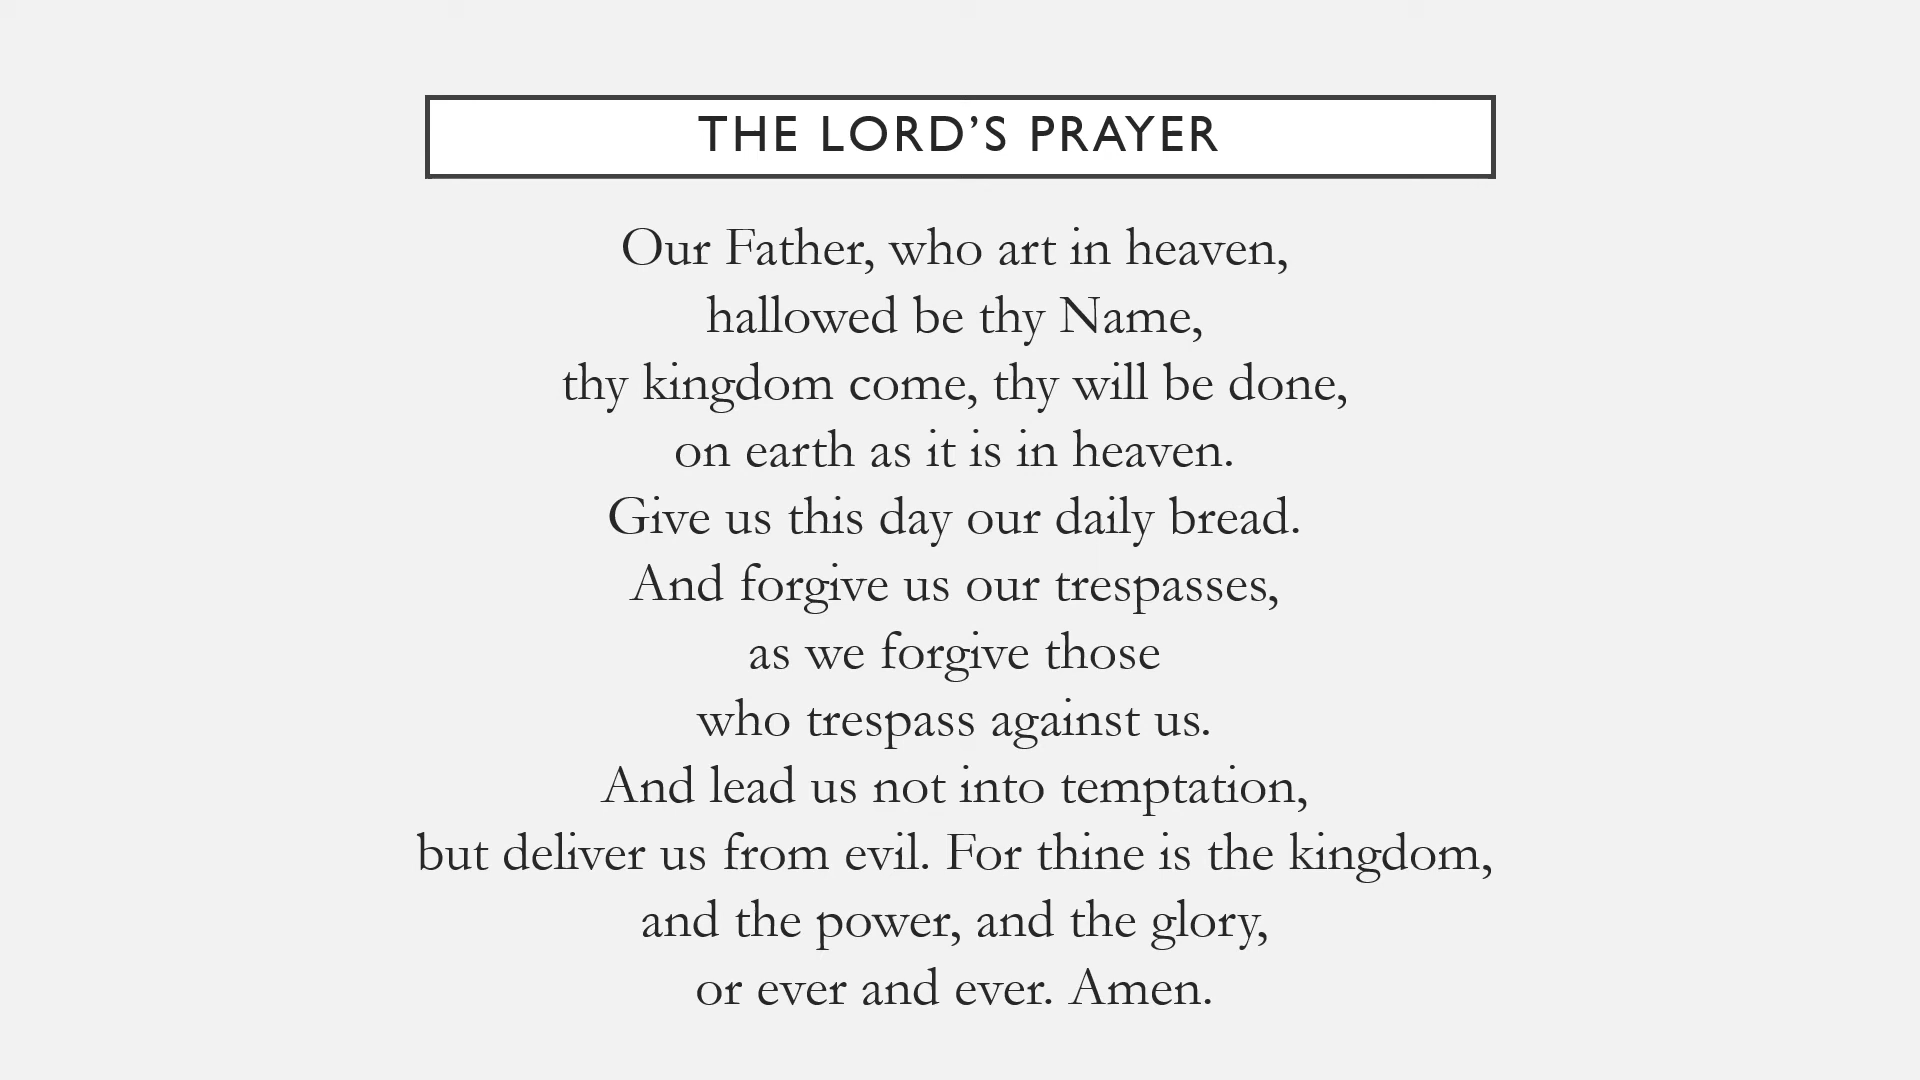 THE LORD’S PRAYER
Our Father, who art in heaven,
hallowed be thy Name,
thy kingdom come, thy will be done,
on earth as it is in heaven.
Give us this day our daily bread.
And forgive us our trespasses,
as we forgive those
who trespass against us.
And lead us not into temptation,
but deliver us from evil. For thine is the kingdom,
and the power, and the glory,
or ever and ever. Amen.